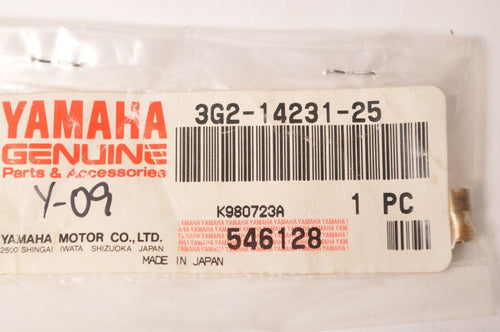 YAMAHA
GENUINE
Parts & Accessories
Y-09
YAMAHA MOTOR CO., LTD.
2500 SHINGAI IWATA SHIZUOKA JAPAN
MADE IN JAPAN
3G2-14231-25
K980723A
1 PC
546128